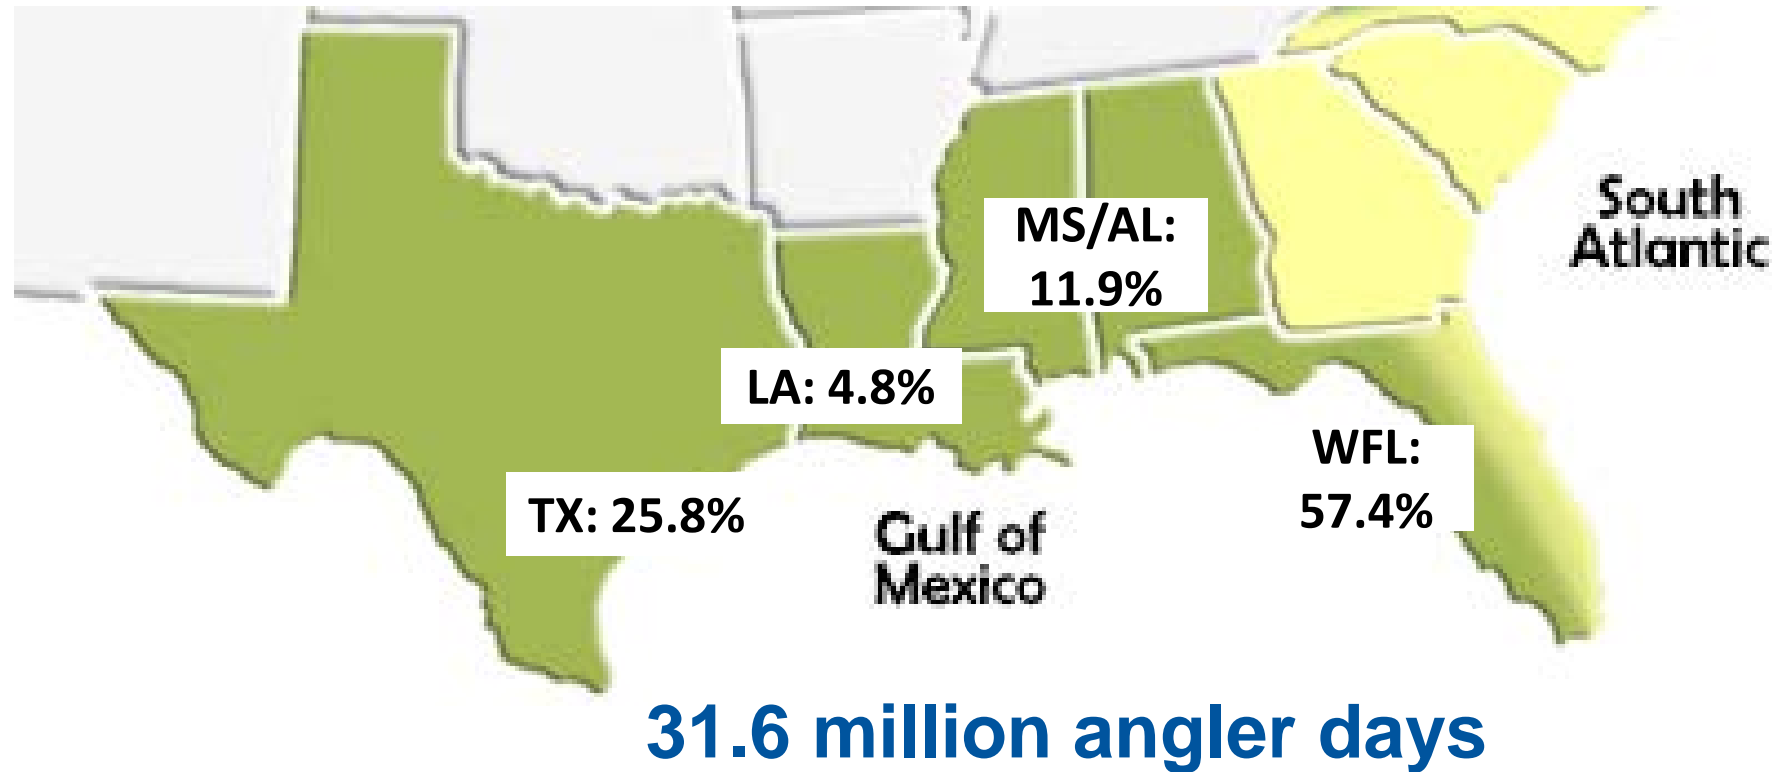 South
Atlantic
MS/AL:
11.9%
LA: 4.8%
WFL:
57.4%
TX: 25.8%
Gulf of
Mexico
31.6 million angler days